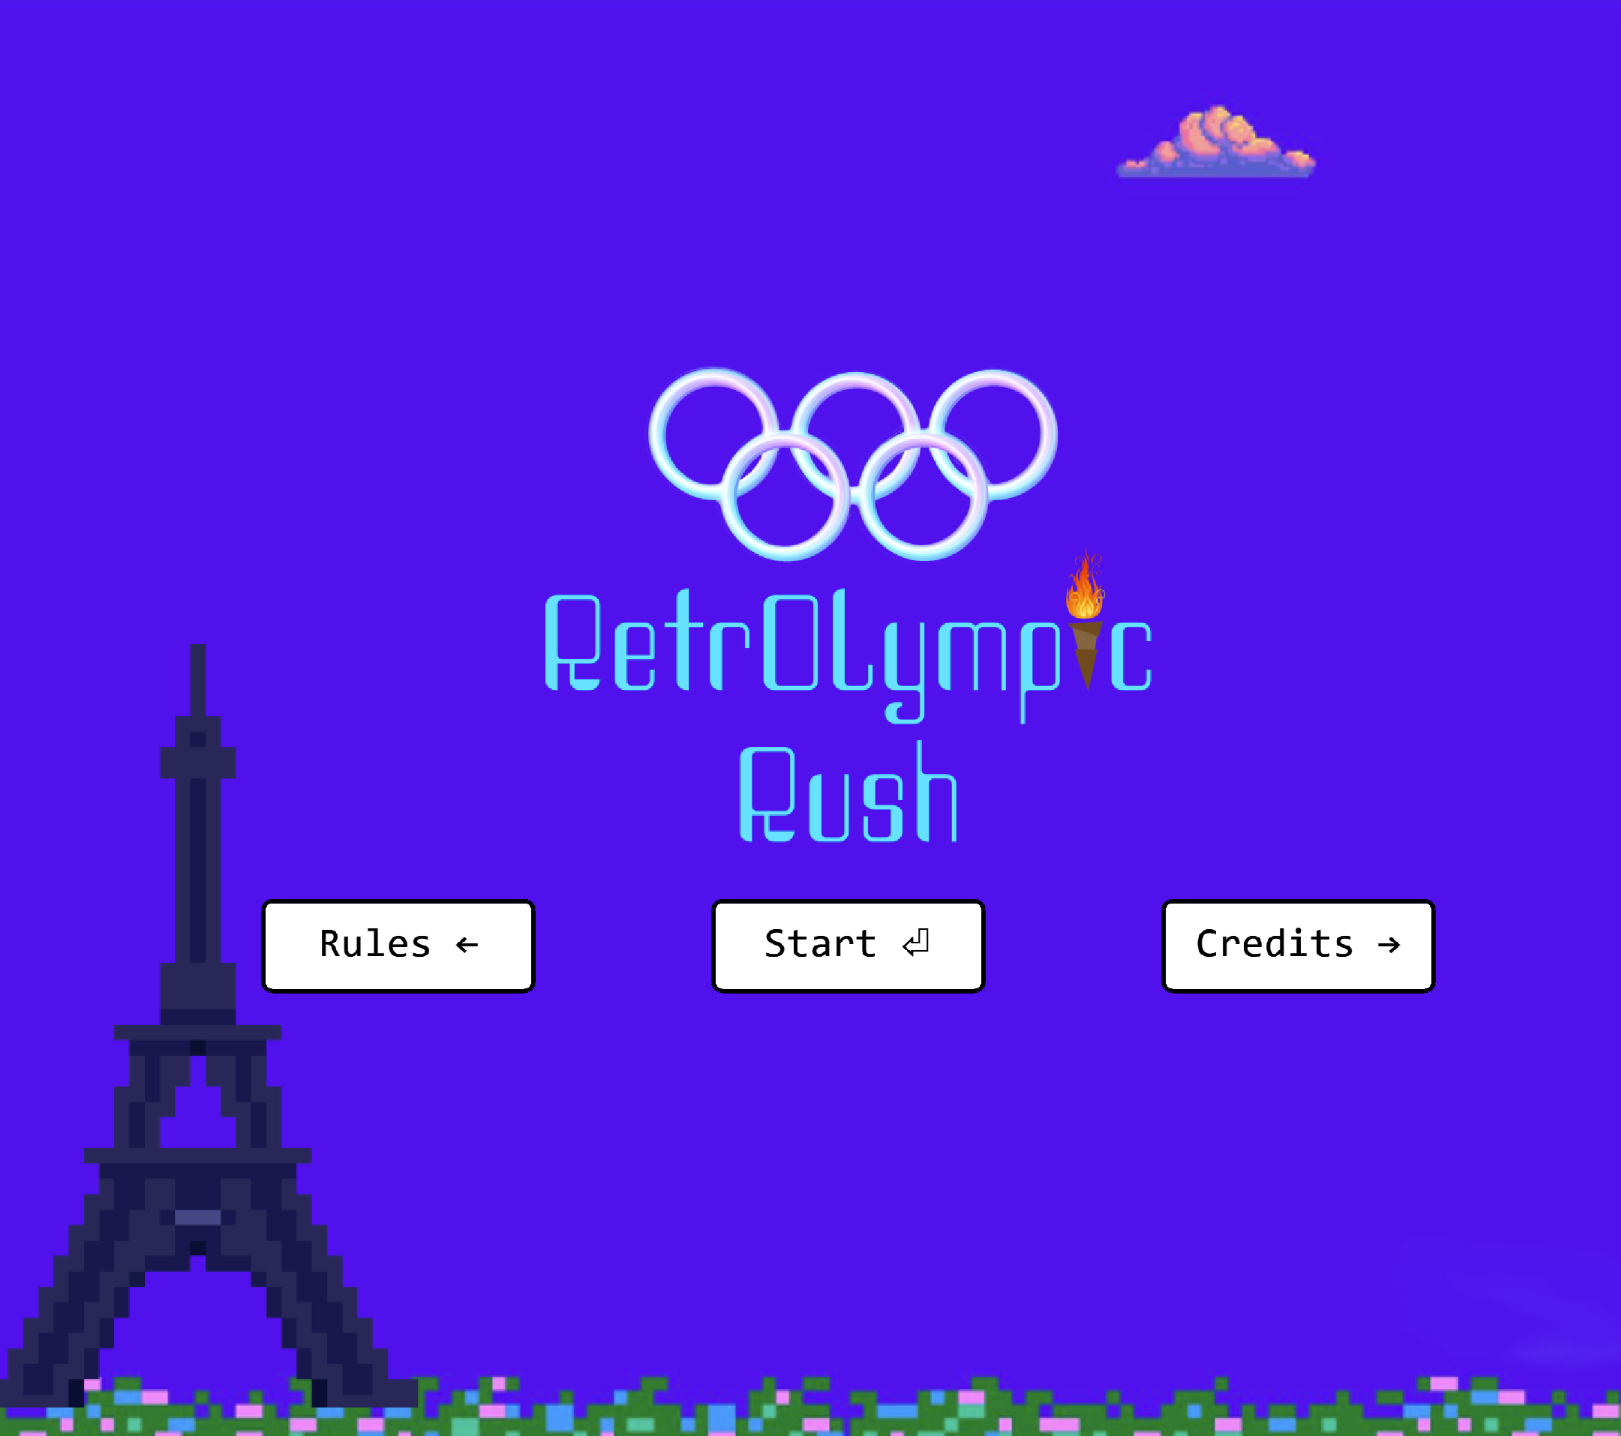 RetrOLympic
Rush
Rules ←
Start ⏎
Credits →